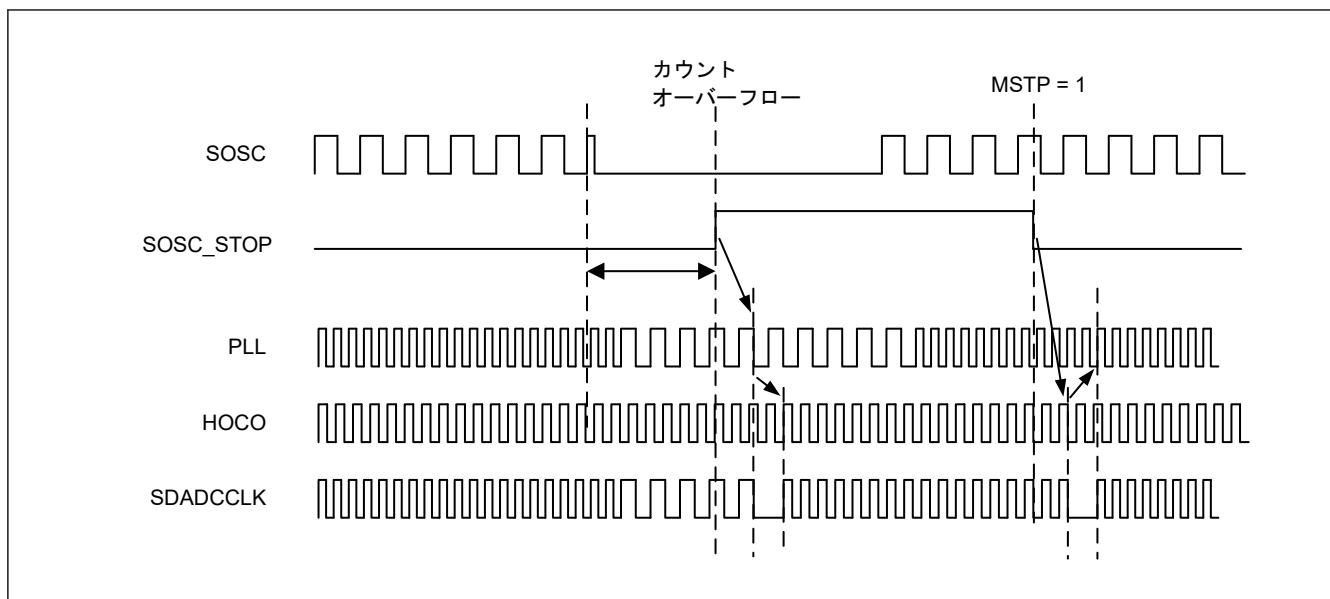 カウント
オーバーフロー
MSTP = 1
SOSC
SOSC_STOP
PLL
HOCO
SDADCCLK